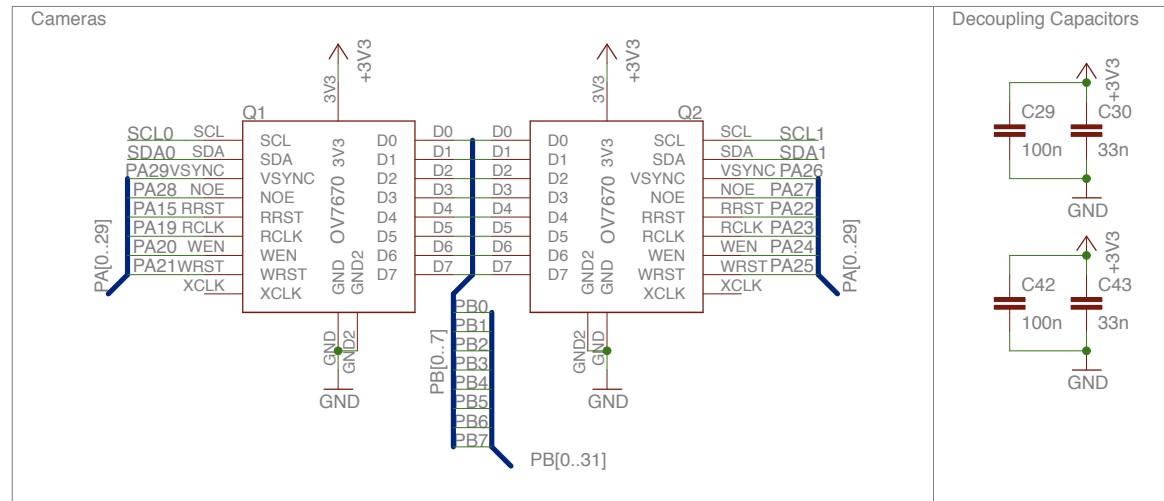 Cameras
Decoupling Capacitors
+3V3
3V3
Q1
SCL0 SCL
SDA0 SDA
PA29 VSYNC
PA28 NOE
PA15 RRST
PA19 RCLK
PA20 WEN
PA21 WRST
XCLK
PA[0..29]
SCL
SDA
VSYNC
NOE
RRST
RCLK
WEN
WRST
XCLK
OV7670 3V3
GND
GND2
D0
D1
D2
D3
D4
D5
D6
D7
D0
D1
D2
D3
D4
D5
D6
D7
GND
GND2
GND
PB[0..7]
PB0
PB1
PB2
PB3
PB4
PB5
PB6
PB7
PB[0..31]
+3V3
3V3
Q2
D0
D1
D2
D3
D4
D5
D6
D7
D0
D1
D2
D3
D4
D5
D6
D7
OV7670 3V3
GND2
GND
SCL
SDA
VSYNC
NOE
RRST
RCLK
WEN
WRST
XCLK
SCL SCL1
SDA SDA1
VSYNC PA26
NOE PA27
RRST PA22
RCLK PA23
WEN PA24
WRST PA25
XCLK
PA[0..29]
GND2
GND
GND
+3V3
C29
100n
C30
33n
GND
+3V3
C42
100n
C43
33n
GND